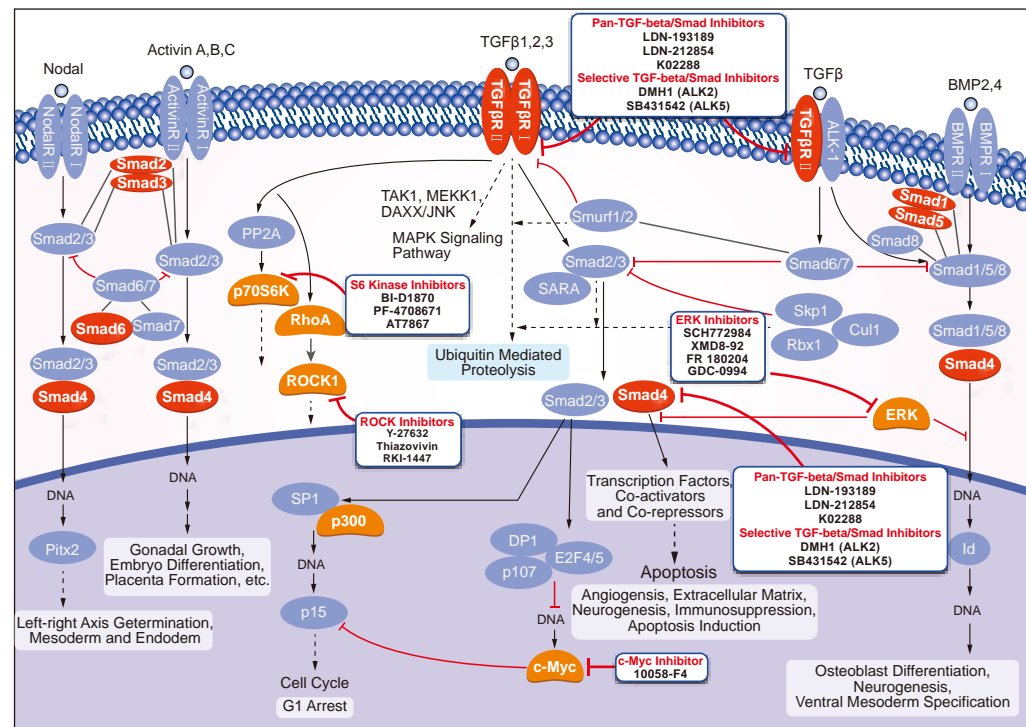 Nodal
Activin A,B,C
TGFβ1,2,3
Pan-TGF-beta/Smad Inhibitors
LDN-193189
LDN-212854
K02288
Selective TGF-beta/Smad Inhibitors
DMH1 (ALK2)
SB431542 (ALK5)
TGFβ
BMP2,4
NodalR II
NodalR I
ActivinR II
ActivinR I
TGFβR II
TGFβR I
TGFβR II
ALK-1
BMPR II
BMPR I
Smad2
Smad3
Smad2/3
Smad2/3
Smad6/7
Smad6
Smad7
Smad2/3
Smad4
Smad2/3
Smad4
PP2A
p70S6K
RhoA
ROCK1
TAK1, MEKK1,
DAXX/JNK
MAPK Signaling
Pathway
S6 Kinase Inhibitors
BI-D1870
PF-4708671
AT7867
ROCK Inhibitors
Y-27632
Thiazovivin
RKI-1447
Smurf1/2
Smad2/3
SARA
Ubiquitin Mediated
Proteolysis
Smad6/7
Skp1
Cul1
Rbx1
ERK Inhibitors
SCH772984
XMD8-92
FR 180204
GDC-0994
Smad1
Smad5
Smad8
Smad1/5/8
Smad1/5/8
Smad4
ERK
Smad2/3
Smad4
DNA
Pitx2
Left-right Axis Getermination,
Mesoderm and Endodem
DNA
Gonadal Growth,
Embryo Differentiation,
Placenta Formation, etc.
SP1
p300
DNA
p15
Cell Cycle
G1 Arrest
DP1
E2F4/5
p107
DNA
c-Myc
c-Myc Inhibitor
10058-F4
Transcription Factors,
Co-activators
and Co-repressors
Apoptosis
Angiogensis, Extracellular Matrix,
Neurogenesis, Immunosuppression,
Apoptosis Induction
Pan-TGF-beta/Smad Inhibitors
LDN-193189
LDN-212854
K02288
Selective TGF-beta/Smad Inhibitors
DMH1 (ALK2)
SB431542 (ALK5)
DNA
Id
DNA
Osteoblast Differentiation,
Neurogenesis,
Ventral Mesoderm Specification